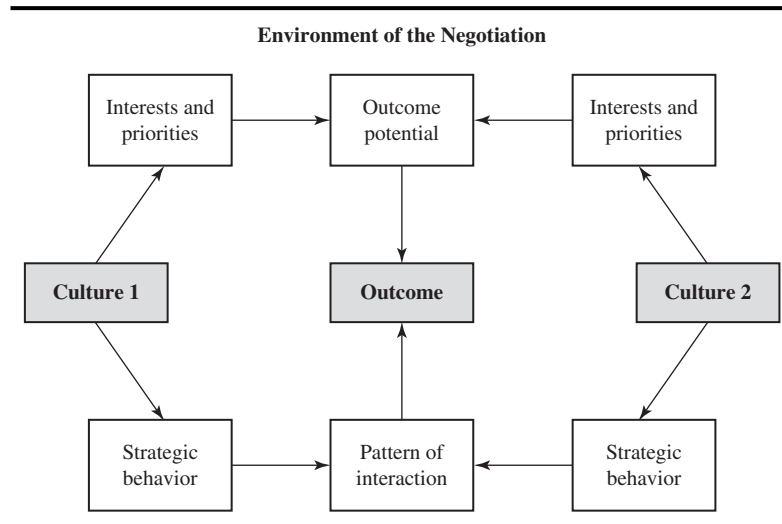 Environment of the Negotiation
Interests and
priorities
Outcome
potential
Interests and
priorities
Culture 1
Outcome
Culture 2
Strategic
behavior
Pattern of
interaction
Strategic
behavior